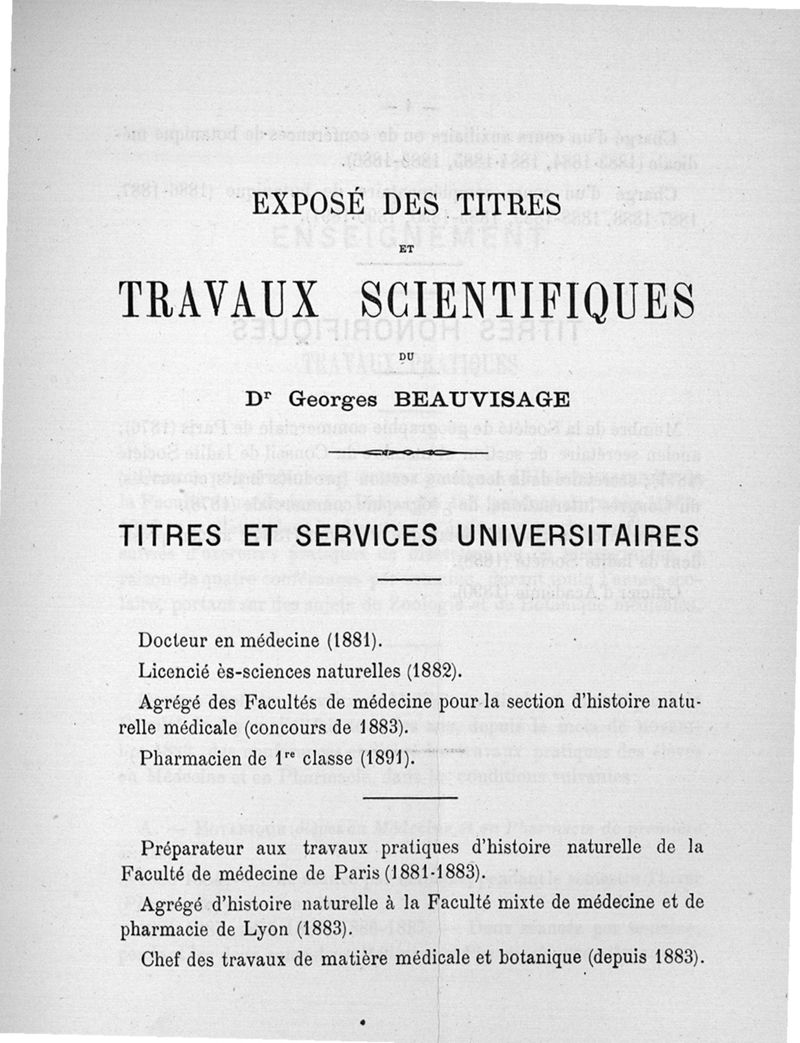 EXPOSÉ DES TITRES
ET
TRAVAUX SCIENTIFIQUES
DU
Dr Georges BEAUVISAGE
TITRES ET SERVICES UNIVERSITAIRES
Docteur en médecine (1881).
Licencié ès-sciences naturelles (1882).
Agrégé des Facultés de médecine pour la section d'histoire natu-
relle médicale (concours de 1883).
Pharmacien de 1re classe (1891).
Préparateur aux travaux pratiques d'histoire naturelle de la
Faculté de médecine de Paris (1881-1883).
Agrégé d'histoire naturelle à la Faculté mixte de médecine et de
pharmacie de Lyon (1883).
Chef des travaux de matière médicale et botanique (depuis 1883).